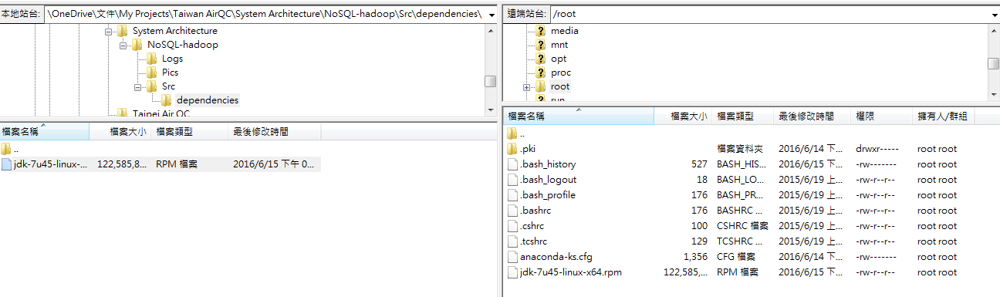 本地站台: \OneDrive\文件\My Projects\Taiwan AirQC\System Architecture\NoSQL-hadoop\Src\dependencies\
System Architecture
NoSQL-hadoop
Logs
Pics
Src
dependencies
Taipei Air QC
檔案名稱 檔案大小 檔案類型 最後修改時間
..
jdk-7u45-linux-... 122,585,8... RPM 檔案 2016/6/15 下午 0...
遠端站台: /root
media
mnt
opt
proc
root
run
檔案名稱 檔案大小 檔案類型 最後修改時間 權限 擁有人/群組
..
.pki 檔案資料夾 2016/6/14 下... drwxr----- root root
.bash_history 527 BASH_HIS... 2016/6/15 下... -rw------- root root
.bash_logout 18 BASH_LO... 2015/6/19 上... -rw-r--r-- root root
.bash_profile 176 BASH_PR... 2015/6/19 上... -rw-r--r-- root root
.bashrc 176 BASHRC ... 2015/6/19 上... -rw-r--r-- root root
.cshrc 100 CSHRC 檔案 2015/6/19 上... -rw-r--r-- root root
.tcshrc 129 TCSHRC ... 2015/6/19 上... -rw-r--r-- root root
anaconda-ks.cfg 1,356 CFG 檔案 2016/6/14 下... -rw------- root root
jdk-7u45-linux-x64.rpm 122,585,... RPM 檔案 2016/6/15 下... -rw-r--r-- root root